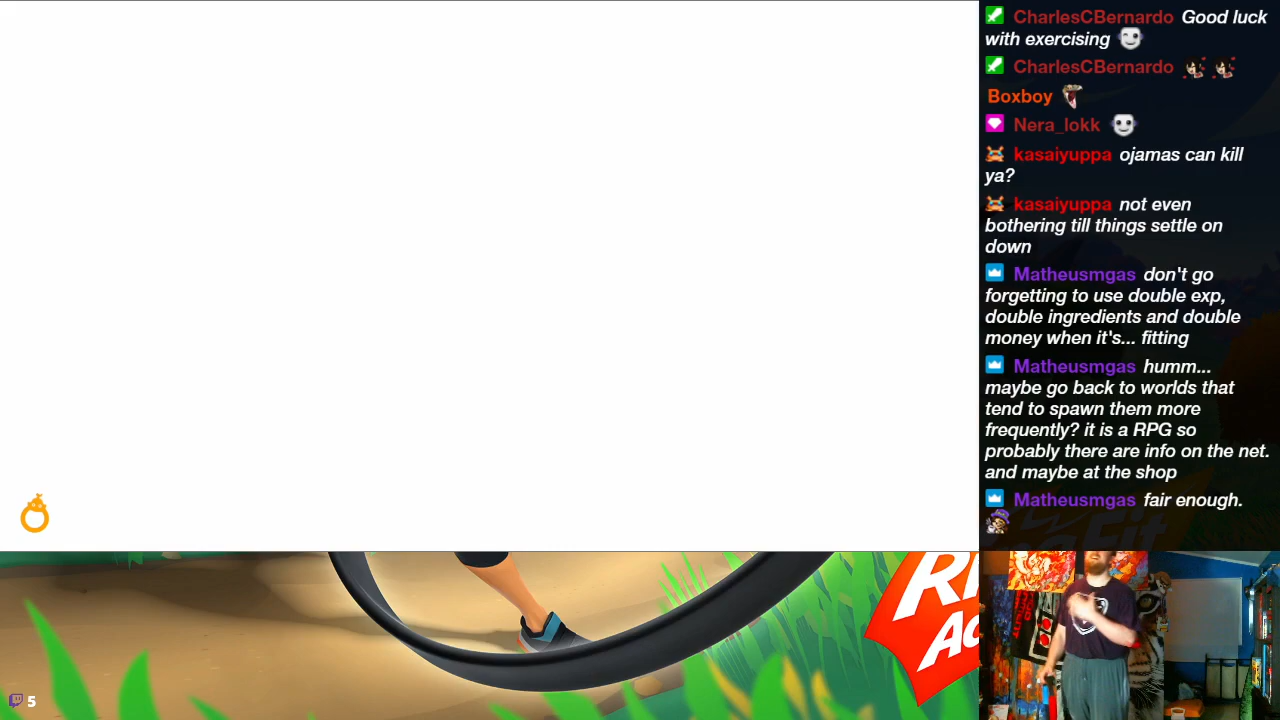 CharlesCBernardo Good luck
with exercising
CharlesCBernardo
Boxboy
Nera_lokk
kasaiyuppa ojamas can kill
ya?
kasaiyuppa not even
bothering till things settle on
down
Matheusmgas don't go
forgetting to use double exp,
double ingredients and double
money when it's... fitting
Matheusmgas humm...
maybe go back to worlds that
tend to spawn them more
frequently? it is a RPG so
probably there are info on the net.
and maybe at the shop
Matheusmgas fair enough.
Fit
5